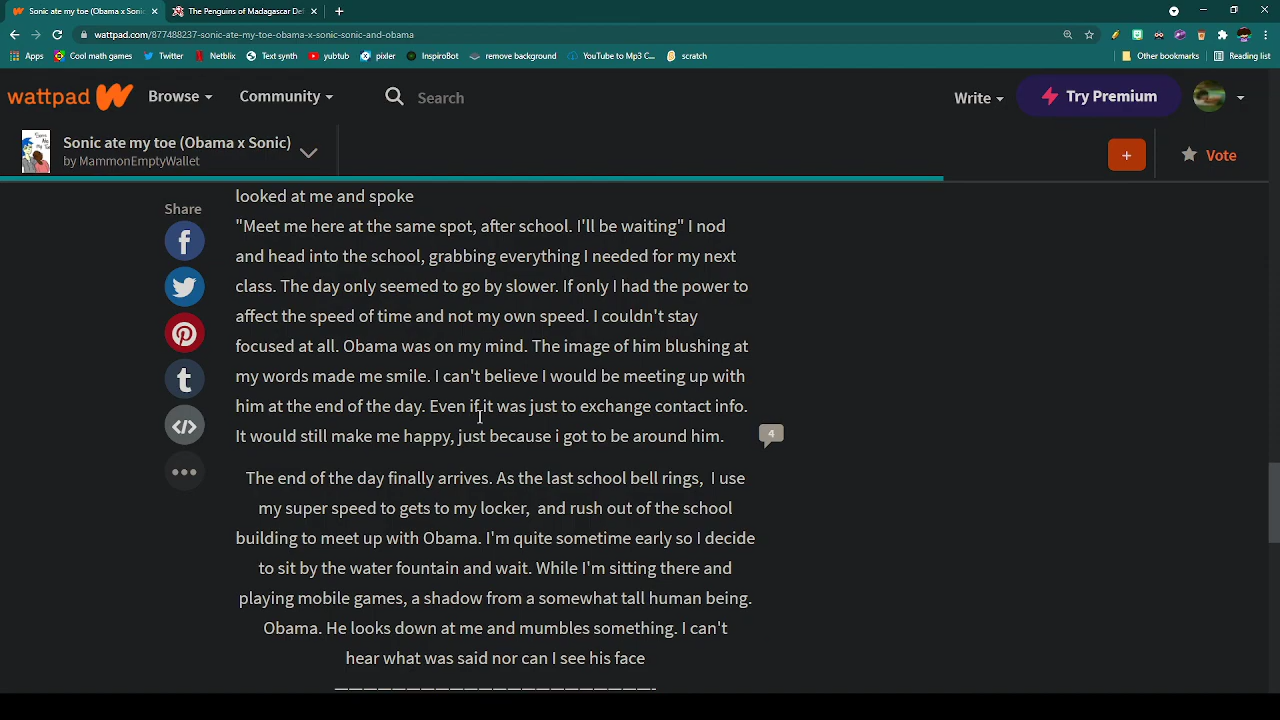 Sonic ate my toe (Obama x Sonic
The Penguins of Madagascar De
wattpad.com/877488237-sonic-ate-my-toe-obama-x-sonic-sonic-and-obama
Apps
Cool math games
Twitter
Netblix
Text synth
yubtub
pixler
InspiroBot
remove background
YouTube to Mp3 C...
scratch
Other bookmarks
Reading list
wattpad
Browse
Community
Search
Write
Try Premium
Sonic ate my toe (Obama x Sonic)
by MammonEmptyWallet
+
Vote
Share
looked at me and spoke
"Meet me here at the same spot, after school. I'll be waiting" I nod
and head into the school, grabbing everything I needed for my next
class. The day only seemed to go by slower. If only I had the power to
affect the speed of time and not my own speed. I couldn't stay
focused at all. Obama was on my mind. The image of him blushing at
my words made me smile. I can't believe I would be meeting up with
him at the end of the day. Even if it was just to exchange contact info.
It would still make me happy, just because i got to be around him.
4
The end of the day finally arrives. As the last school bell rings, I use
my super speed to gets to my locker, and rush out of the school
building to meet up with Obama. I'm quite sometime early so I decide
to sit by the water fountain and wait. While I'm sitting there and
playing mobile games, a shadow from a somewhat tall human being.
Obama. He looks down at me and mumbles something. I can't
hear what was said nor can I see his face